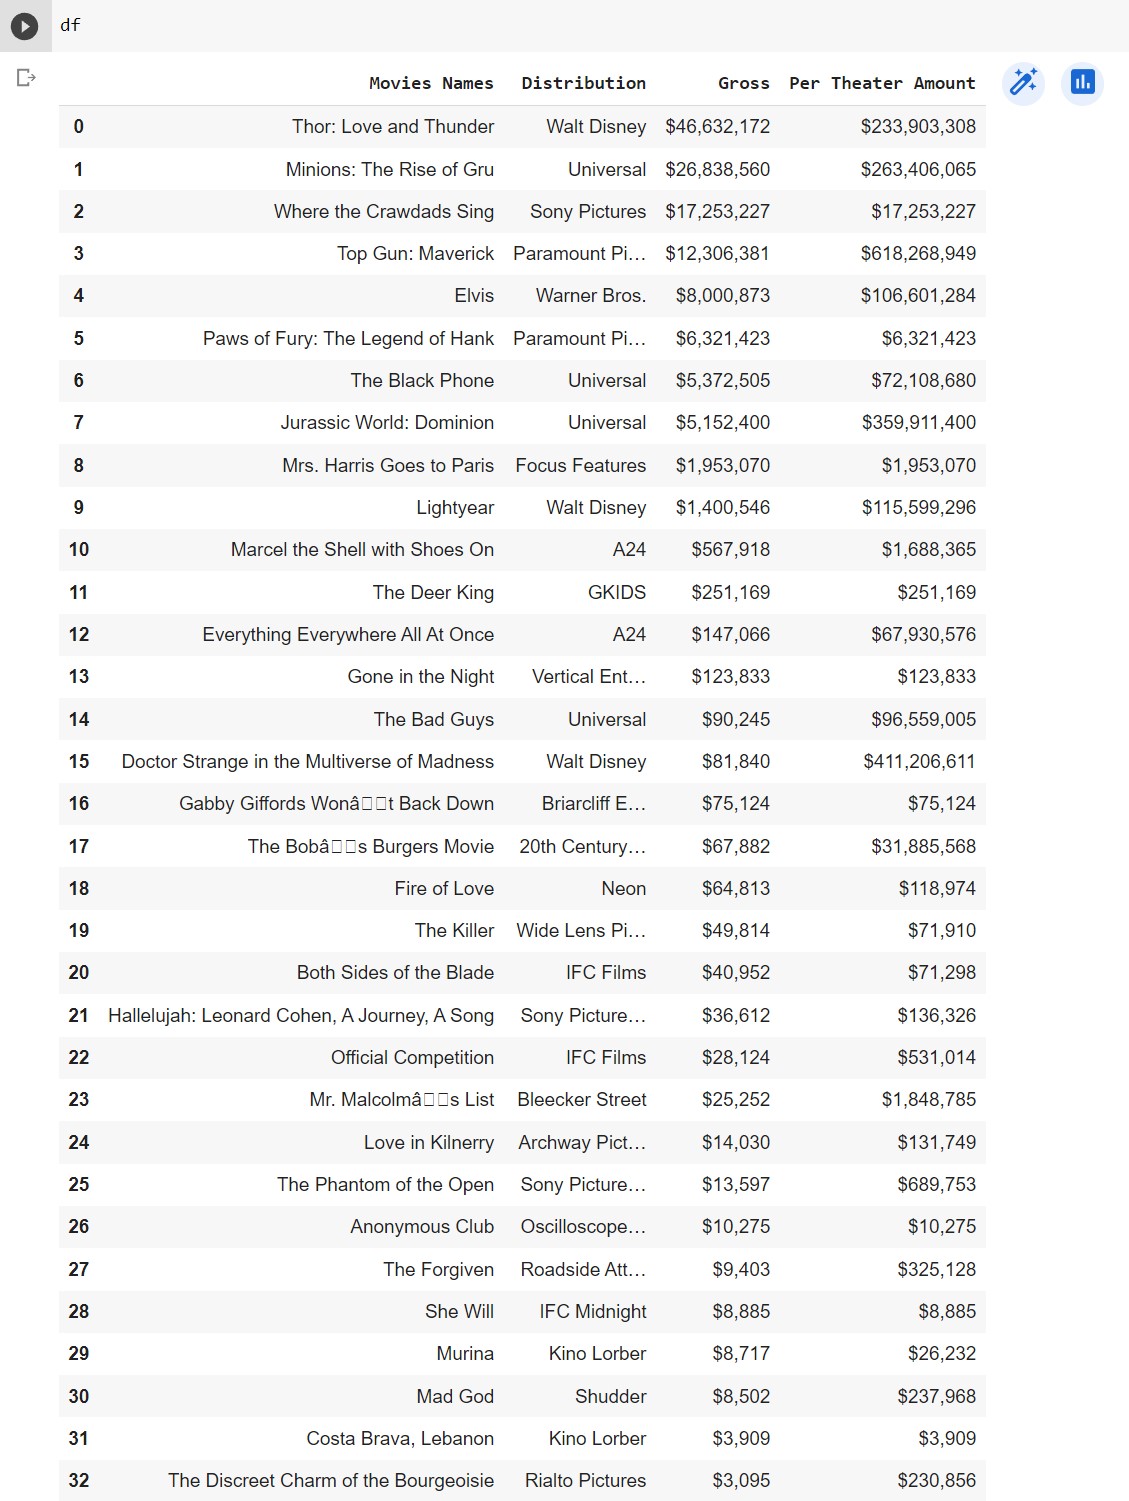 df
Movies Names Distribution Gross Per Theater Amount
0 Thor: Love and Thunder Walt Disney $46,632,172 $233,903,308
1 Minions: The Rise of Gru Universal $26,838,560 $263,406,065
2 Where the Crawdads Sing Sony Pictures $17,253,227 $17,253,227
3 Top Gun: Maverick Paramount Pi… $12,306,381 $618,268,949
4 Elvis Warner Bros. $8,000,873 $106,601,284
5 Paws of Fury: The Legend of Hank Paramount Pi… $6,321,423 $6,321,423
6 The Black Phone Universal $5,372,505 $72,108,680
7 Jurassic World: Dominion Universal $5,152,400 $359,911,400
8 Mrs. Harris Goes to Paris Focus Features $1,953,070 $1,953,070
9 Lightyear Walt Disney $1,400,546 $115,599,296
10 Marcel the Shell with Shoes On A24 $567,918 $1,688,365
11 The Deer King GKIDS $251,169 $251,169
12 Everything Everywhere All At Once A24 $147,066 $67,930,576
13 Gone in the Night Vertical Ent… $123,833 $123,833
14 The Bad Guys Universal $90,245 $96,559,005
15 Doctor Strange in the Multiverse of Madness Walt Disney $81,840 $411,206,611
16 Gabby Giffords Wonâ□□t Back Down Briarcliff E… $75,124 $75,124
17 The Bobâ□□s Burgers Movie 20th Century… $67,882 $31,885,568
18 Fire of Love Neon $64,813 $118,974
19 The Killer Wide Lens Pi… $49,814 $71,910
20 Both Sides of the Blade IFC Films $40,952 $71,298
21 Hallelujah: Leonard Cohen, A Journey, A Song Sony Picture… $36,612 $136,326
22 Official Competition IFC Films $28,124 $531,014
23 Mr. Malcolmâ□□s List Bleecker Street $25,252 $1,848,785
24 Love in Kilnerry Archway Pict… $14,030 $131,749
25 The Phantom of the Open Sony Picture… $13,597 $689,753
26 Anonymous Club Oscilloscope… $10,275 $10,275
27 The Forgiven Roadside Att… $9,403 $325,128
28 She Will IFC Midnight $8,885 $8,885
29 Murina Kino Lorber $8,717 $26,232
30 Mad God Shudder $8,502 $237,968
31 Costa Brava, Lebanon Kino Lorber $3,909 $3,909
32 The Discreet Charm of the Bourgeoisie Rialto Pictures $3,095 $230,856